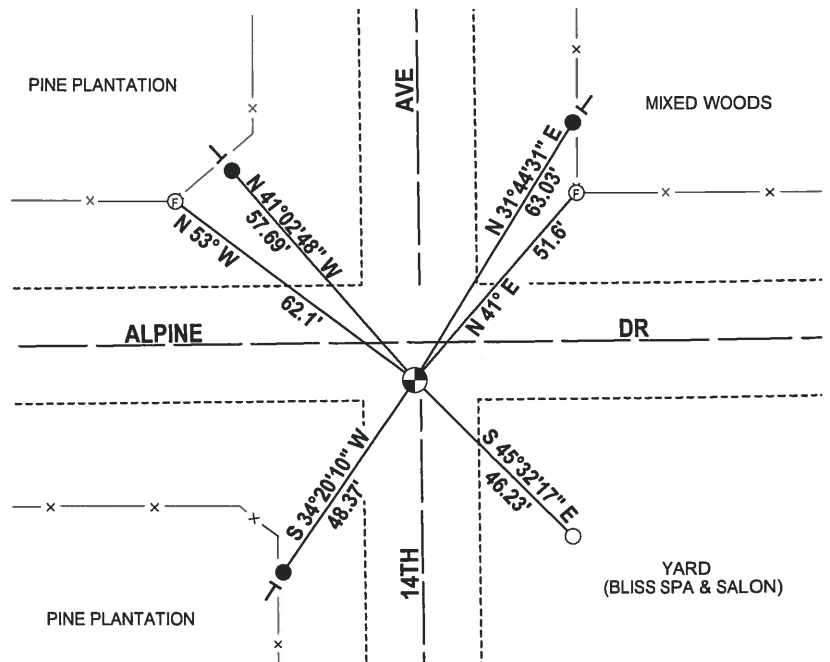 PINE PLANTATION
AVE
MIXED WOODS
N 41°02'48" W
57.69'
N 31°44'31" E
63.03'
F
F
N 53° W
62.1'
N 41° E
51.6'
ALPINE
DR
S 34°20'10" W
48.37'
S 45°32'17" E
46.23'
14TH
YARD
(BLISS SPA & SALON)
PINE PLANTATION